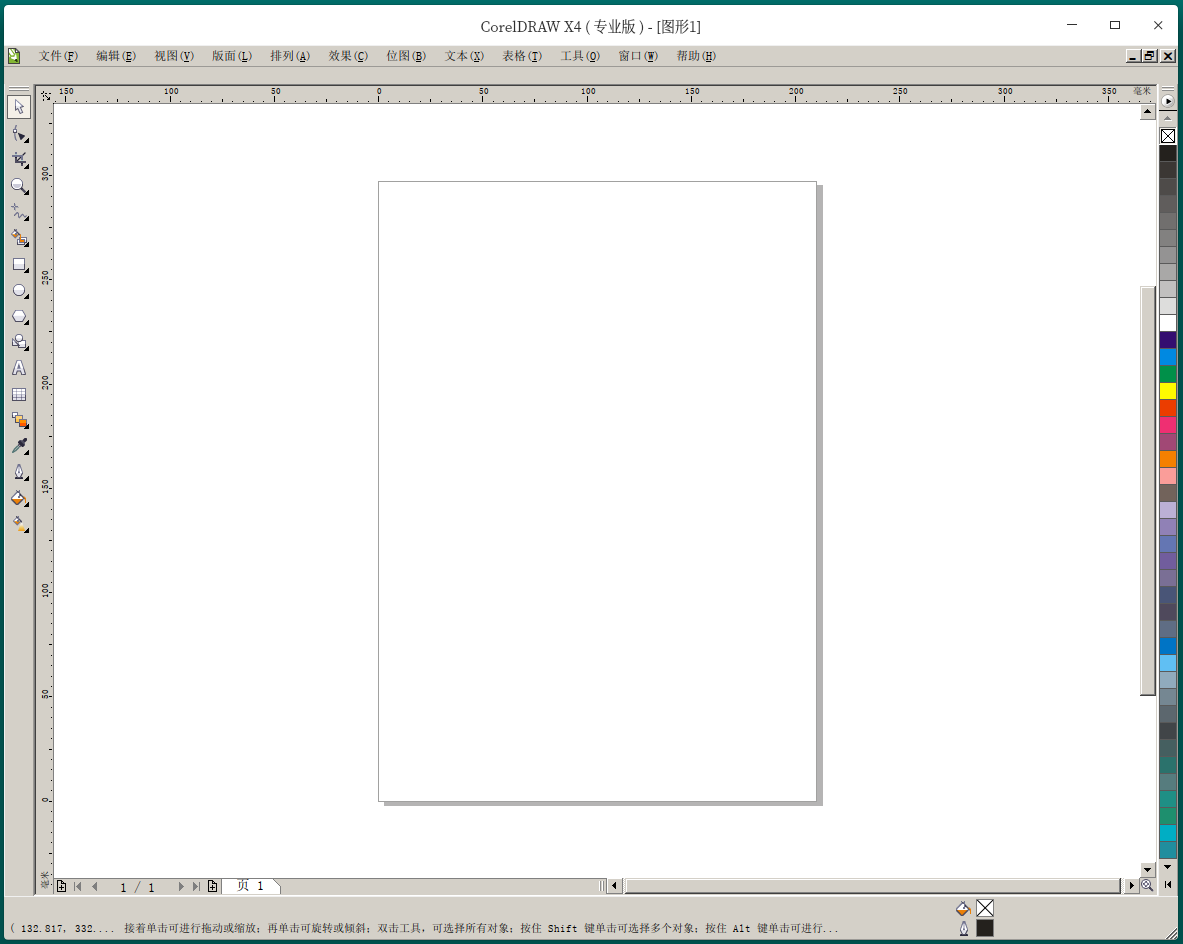 CorelDRAW X4 ( 专业版 ) - [图形1]
文件(F) 编辑(E) 视图(V) 版面(L) 排列(A) 效果(C) 位图(B) 文本(X) 表格(T) 工具(O) 窗口(W) 帮助(H)
150 100 50 0 50 100 150 200 250 300 350 毫米
300
250
200
150
100
50
0
毫米
1 / 1 页 1
( 132.817, 332.... 接着单击可进行拖动或缩放; 再单击可旋转或倾斜; 双击工具, 可选择所有对象; 按住 Shift 键单击可选择多个对象; 按住 Alt 键单击可进行...